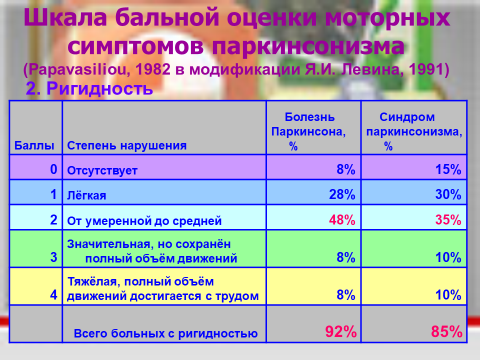 Шкала бальной оценки моторных
симптомов паркинсонизма
(Papavasiliou, 1982 в модификации Я.И. Левина, 1991)
2. Ригидность
Баллы Степень нарушения Болезнь Паркинсона, % Синдром паркинсонизма, %
0 Отсутствует 8% 15%
1 Лёгкая 28% 30%
2 От умеренной до средней 48% 35%
3 Значительная, но сохранён полный объём движений 8% 10%
4 Тяжёлая, полный объём движений достигается с трудом 8% 10%
Всего больных с ригидностью 92% 85%